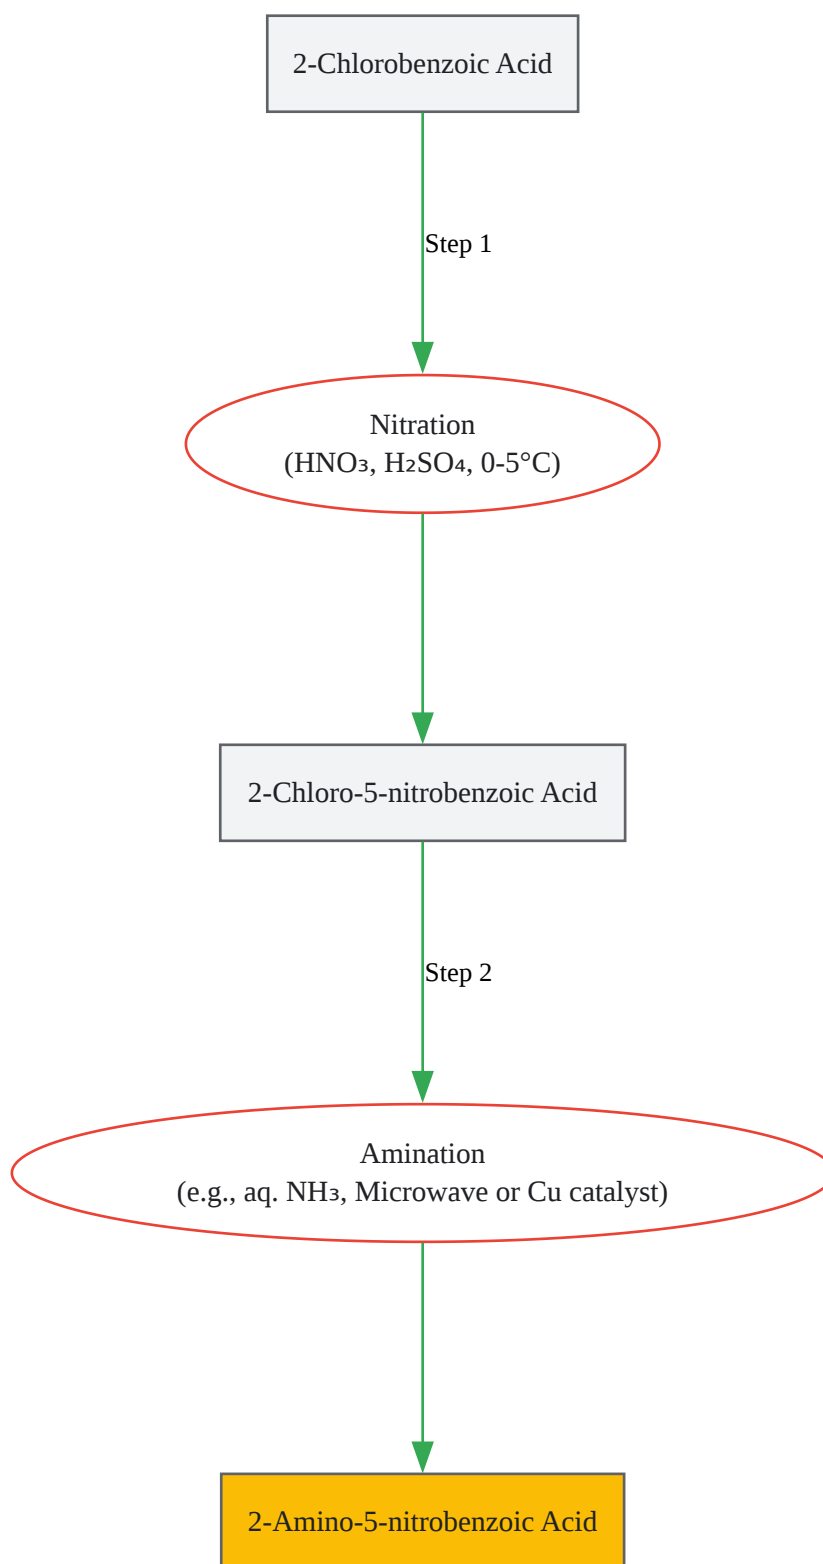 2-Chlorobenzoic Acid
Step 1
Nitration
(HNO₃, H₂SO₄, 0-5°C)
2-Chloro-5-nitrobenzoic Acid
Step 2
Amination
(e.g., aq. NH₃, Microwave or Cu catalyst)
2-Amino-5-nitrobenzoic Acid